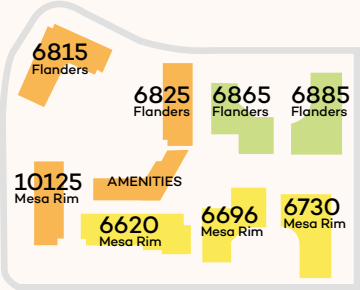 6815
Flanders
6825
Flanders
6865
Flanders
6885
Flanders
10125
Mesa Rim
AMENITIES
6620
Mesa Rim
6696
Mesa Rim
6730
Mesa Rim